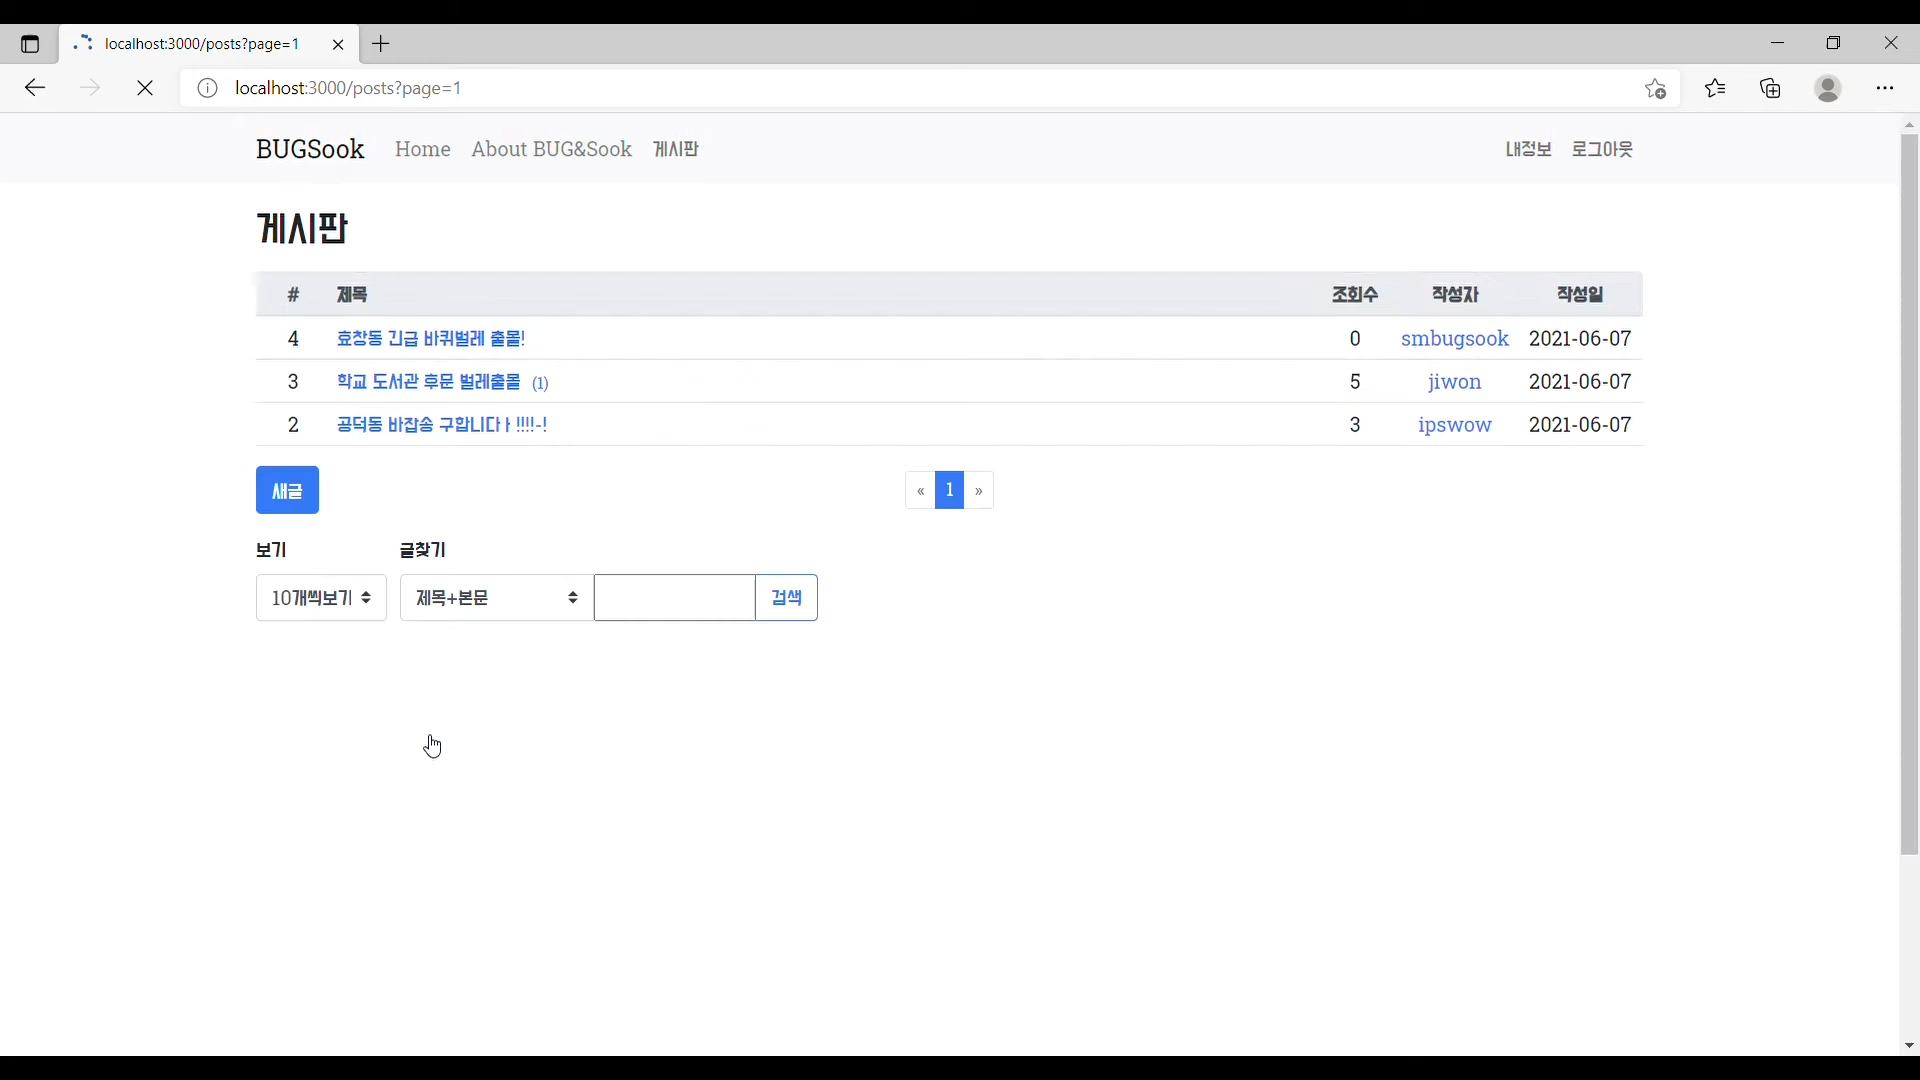 localhost:3000/posts?page=1
localhost:3000/posts?page=1
BUGSook Home About BUG&Sook 게시판 내정보 로그아웃
게시판
# 제목 조회수 작성자 작성일
4 효창동 긴급 바퀴벌레 출몰! 0 smbugsook 2021-06-07
3 학교 도서관 후문 벌레출몰 (1) 5 jiwon 2021-06-07
2 공덕동 바잡송 구합니다ㅏ!!!!-! 3 ipswow 2021-06-07
새글 « 1 »
보기 글찾기
10개씩보기 제목+본문 검색